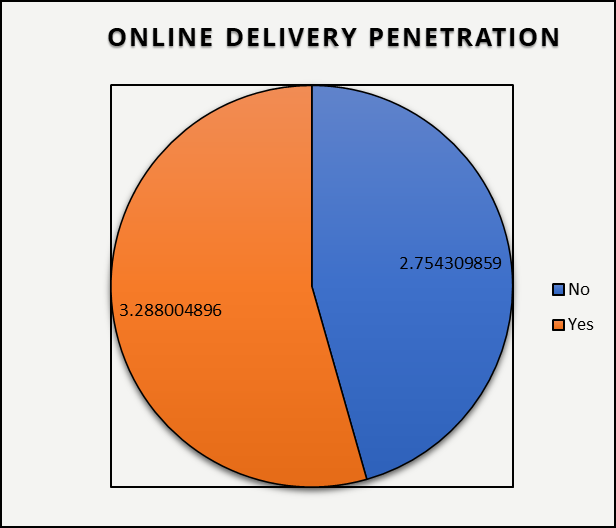 ONLINE DELIVERY PENETRATION
2.754309859
3.288004896
No
Yes